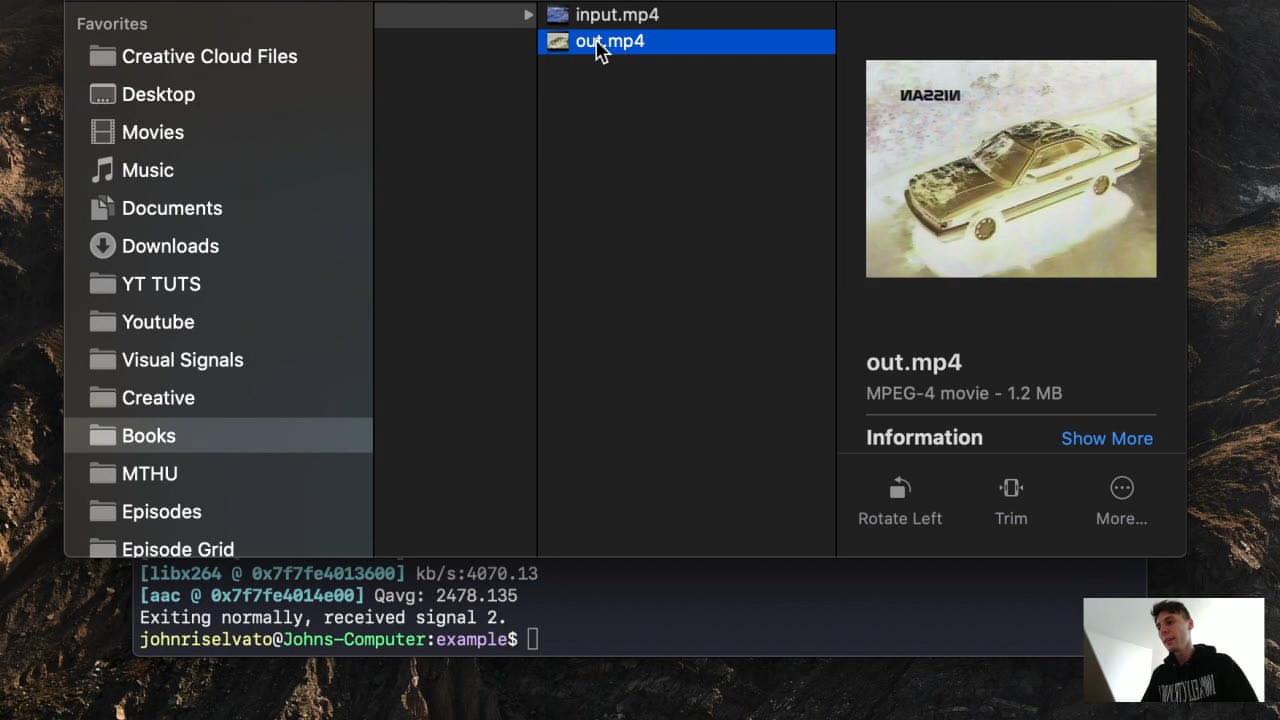 Favorites
Creative Cloud Files
Desktop
Movies
Music
Documents
Downloads
YT TUTS
Youtube
Visual Signals
Creative
Books
MTHU
Episodes
Episode Grid
input.mp4
out.mp4
NISSAN
out.mp4
MPEG-4 movie - 1.2 MB
Information
Show More
Rotate Left
Trim
More...
[libx264 @ 0x7f7fe4013600] kb/s:4070.13
[aac @ 0x7f7fe4014e00] Qavg: 2478.135
Exiting normally, received signal 2.
johnriselvato@Johns-Computer:example$